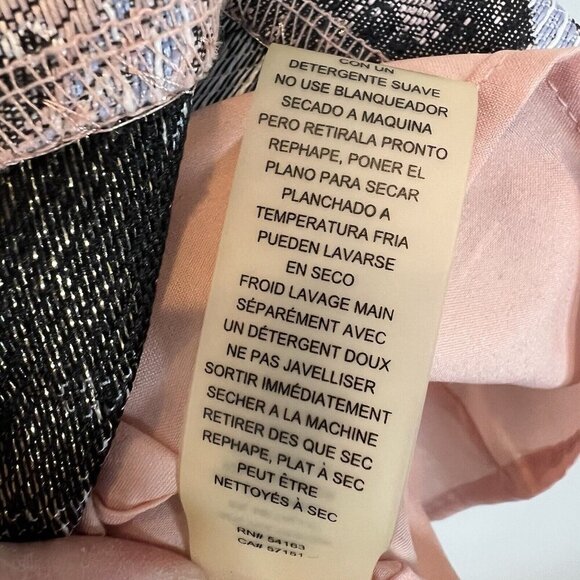 CON UN
DETERGENTE SUAVE
NO USE BLANQUEADOR
SECADO A MAQUINA
PERO RETIRALA PRONTO
REPHAPE, PONER EL
PLANO PARA SECAR
PLANCHADO A
TEMPERATURA FRIA
PUEDEN LAVARSE
EN SECO
FROID LAVAGE MAIN
SÉPARÉMENT AVEC
UN DÉTERGENT DOUX
NE PAS JAVELLISER
SORTIR IMMÉDIATEMENT
SECHER A LA MACHINE
RETIRER DES QUE SEC
REPHAPE, PLAT À SEC
PEUT ÊTRE
NETTOYÉS À SEC
RN# 54163
CA# 57151